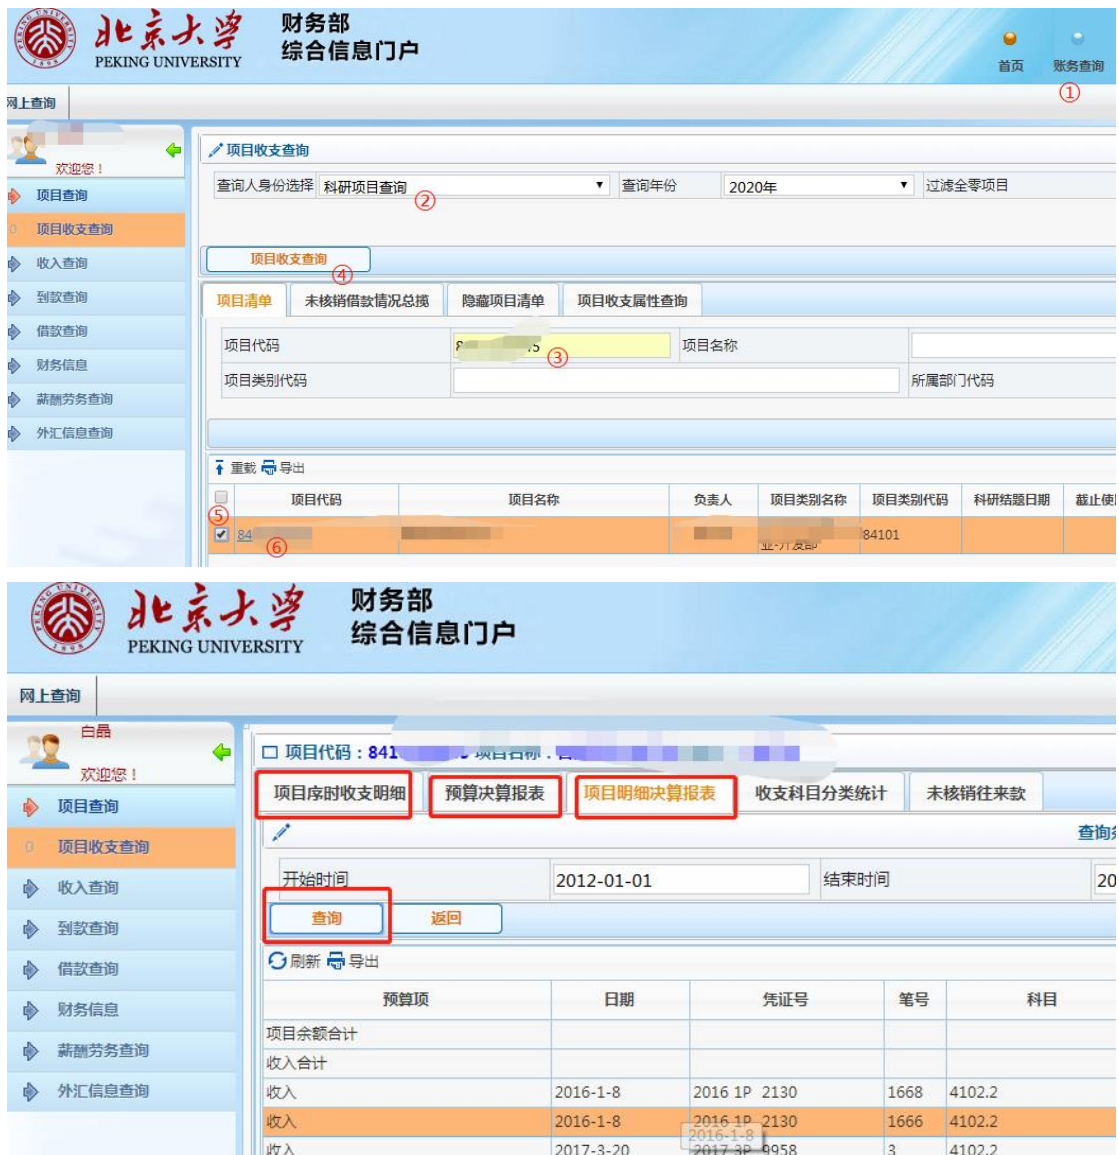 北京大学
PEKING UNIVERSITY
财务部
综合信息门户
首页 账务查询
①
网上查询
欢迎您！
项目收支查询
查询人身份选择 科研项目查询 ② 查询年份 2020年 过滤全零项目
项目查询
项目收支查询
收入查询
到款查询
借款查询
财务信息
薪酬劳务查询
外汇信息查询
项目收支查询
④
项目清单 未核销借款情况总揽 隐藏项目清单 项目收支属性查询
项目代码 ③ 项目名称
项目类别代码 所属部门代码
重载 导出
项目代码 项目名称 负责人 项目类别名称 项目类别代码 科研结题日期
⑤
84 ⑥ 84101
北京大学
PEKING UNIVERSITY
财务部
综合信息门户
网上查询
白晶
欢迎您！
项目查询
项目收支查询
收入查询
到款查询
借款查询
财务信息
薪酬劳务查询
外汇信息查询
项目代码：841
项目序时收支明细 预算决算报表 项目明细决算报表 收支科目分类统计 未核销往来款
开始时间 2012-01-01 结束时间 20
查询 返回
刷新 导出
预算项 日期 凭证号 笔号 科目
项目余额合计
收入合计
收入 2016-1-8 2016 1P 2130 1668 4102.2
收入 2016-1-8 2016 1P 2130 1666 4102.2
2016-1-8
收入 2017-3-20 2017 3P 9958 3 4102.2